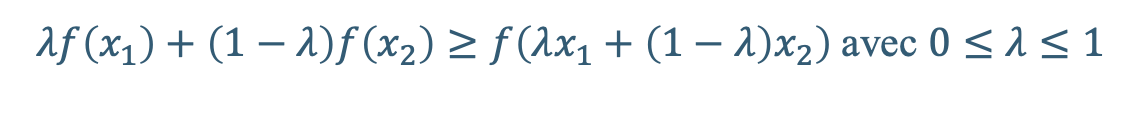 λf(x₁) + (1 − λ)f(x₂) ≥ f(λx₁ + (1 − λ)x₂) avec 0 ≤ λ ≤ 1